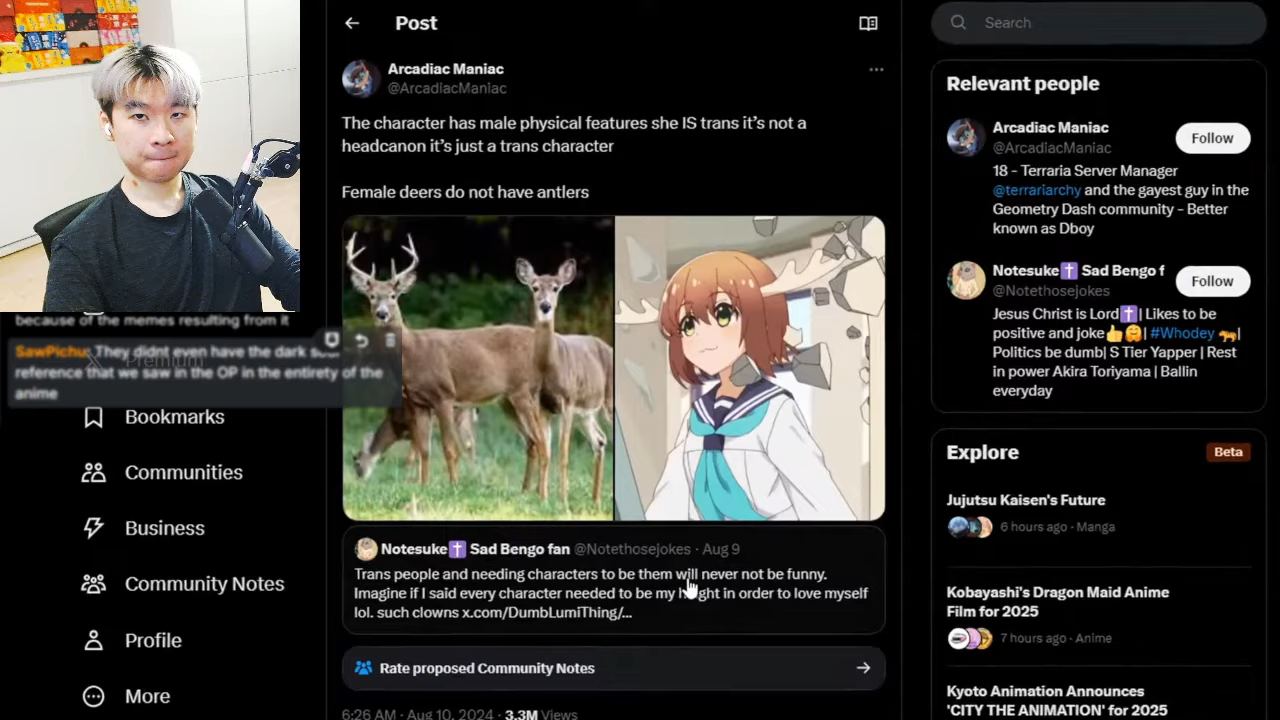 Post
Arcadiac Maniac
@ArcadiacManiac
The character has male physical features she IS trans it's not a
headcanon it's just a trans character
Female deers do not have antlers
Notesuke✝️ Sad Bengo fan @Notethosejokes · Aug 9
Trans people and needing characters to be them will never not be funny.
Imagine if I said every character needed to be my height in order to love myself
lol. such clowns x.com/DumbLumiThing/...
Rate proposed Community Notes
6:26 AM · Aug 10, 2024 · 3.3M Views
because of the memes resulting from it
SawPichu: They didnt even have the dark
reference that we saw in the OP in the entirety of the
anime
Premium
Bookmarks
Communities
Business
Community Notes
Profile
More
Search
Relevant people
Arcadiac Maniac
@ArcadiacManiac
Follow
18 - Terraria Server Manager
@terrariarchy and the gayest guy in the
Geometry Dash community - Better
known as Dboy
Notesuke✝️ Sad Bengo f
@Notethosejokes
Follow
Jesus Christ is Lord✝️| Likes to be
positive and joke👍🤗| #Whodey 🐅|
Politics be dumb| S Tier Yapper | Rest
in power Akira Toriyama | Ballin
everyday
Explore
Beta
Jujutsu Kaisen's Future
6 hours ago · Manga
Kobayashi's Dragon Maid Anime
Film for 2025
7 hours ago · Anime
Kyoto Animation Announces
'CITY THE ANIMATION' for 2025